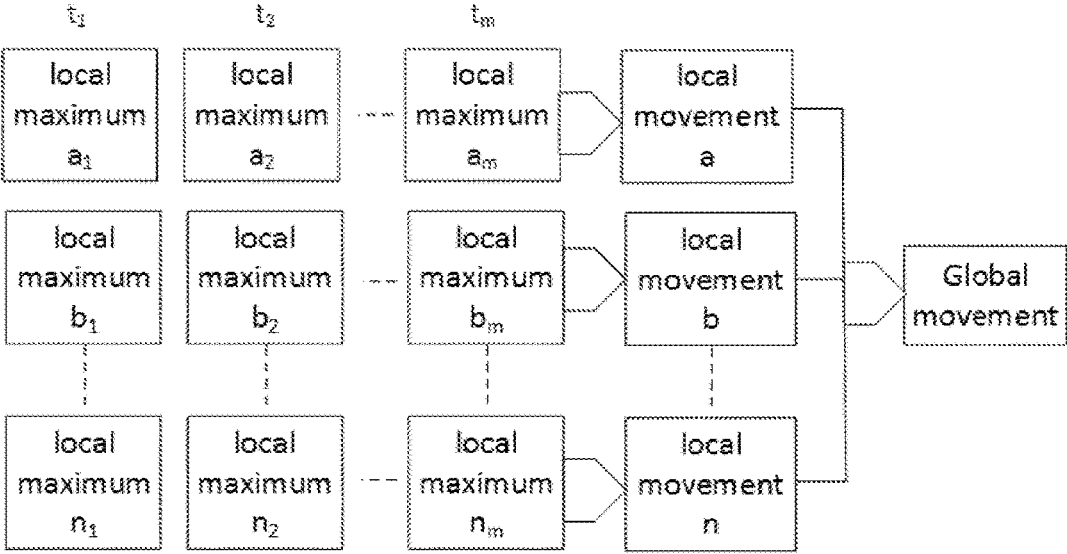 t₁ t₂ tₘ
local maximum a₁
local maximum a₂
local maximum aₘ
local movement a
local maximum b₁
local maximum b₂
local maximum bₘ
local movement b
Global movement
local maximum n₁
local maximum n₂
local maximum nₘ
local movement n